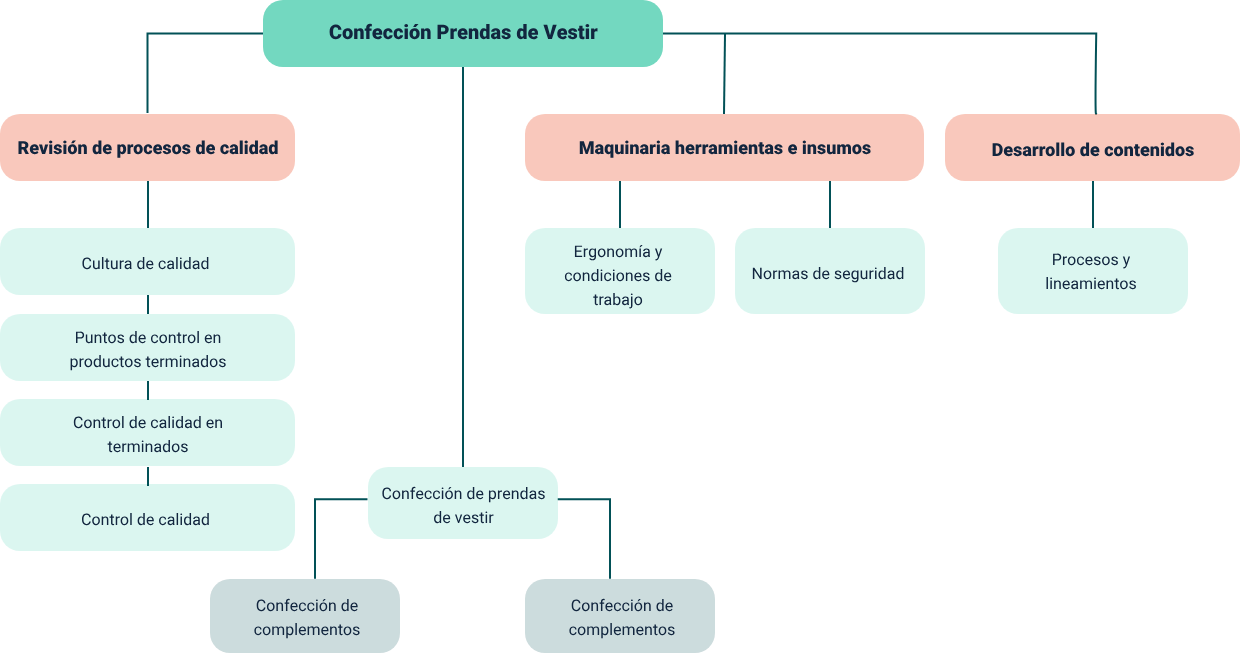 Confección Prendas de Vestir
Revisión de procesos de calidad
Maquinaria herramientas e insumos
Desarrollo de contenidos
Cultura de calidad
Ergonomía y
condiciones de
trabajo
Normas de seguridad
Procesos y
lineamientos
Puntos de control en
productos terminados
Control de calidad en
terminados
Control de calidad
Confección de prendas
de vestir
Confección de
complementos
Confección de
complementos